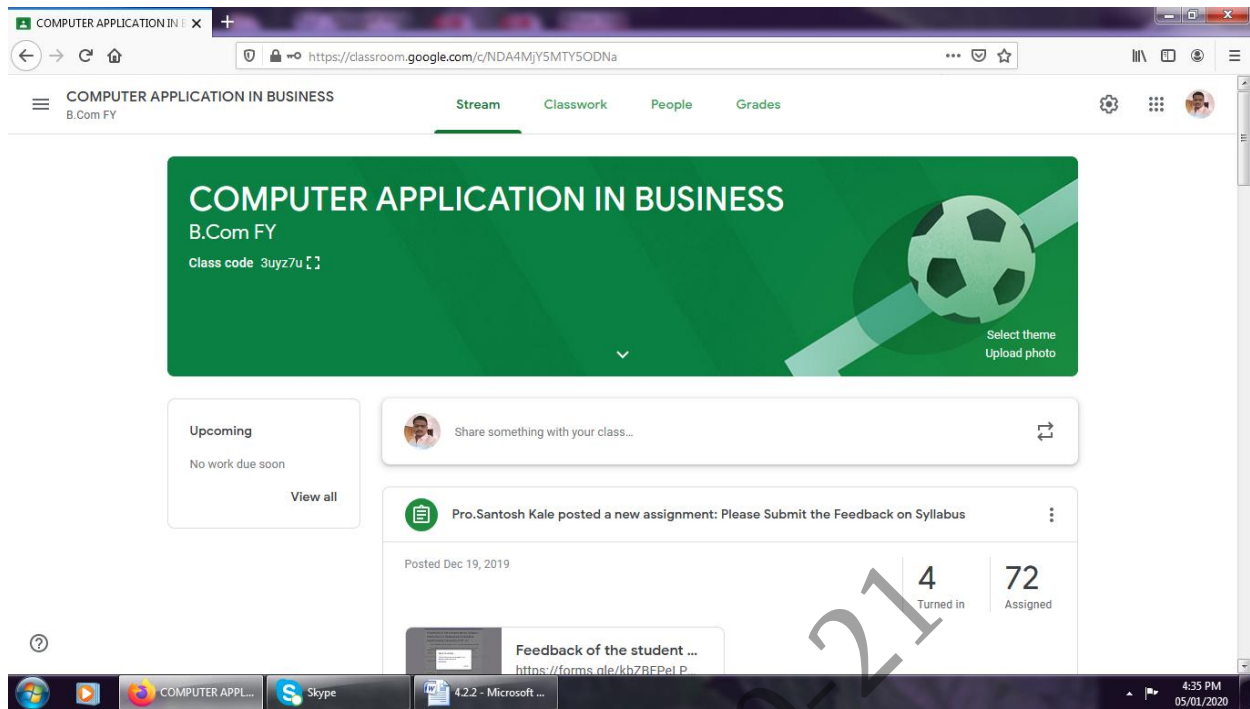 COMPUTER APPLICATION IN B
https://classroom.google.com/c/NDA4MjY5MTY5ODNa
COMPUTER APPLICATION IN BUSINESS
B.Com FY
Stream Classwork People Grades
COMPUTER APPLICATION IN BUSINESS
B.Com FY
Class code 3uyz7u
Select theme
Upload photo
Upcoming
No work due soon
View all
Share something with your class...
Pro.Santosh Kale posted a new assignment: Please Submit the Feedback on Syllabus
Posted Dec 19, 2019
4 72
Turned in Assigned
Feedback of the student ...
COMPUTER APPL... Skype 4.2.2 - Microsoft ...
4:35 PM
05/01/2020